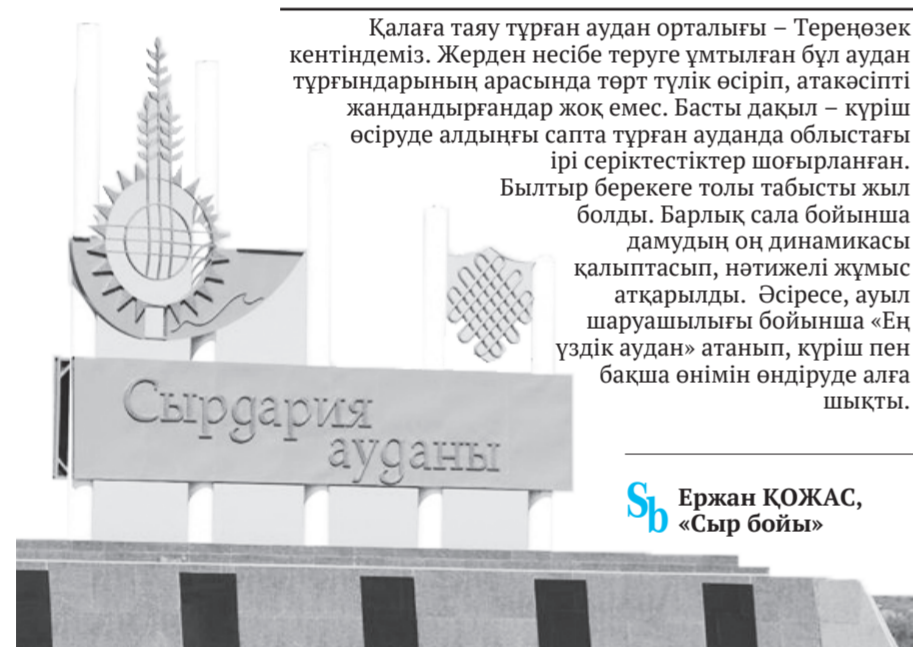 Қалаға таяу тұрған аудан орталығы – Тереңөзек
кентіндеміз. Жерден несібе теруге ұмтылған бұл аудан
тұрғындарының арасында төрт түлік өсіріп, атакәсіпті
жандандырғандар жоқ емес. Басты дақыл – күріш
өсіруде алдыңғы сапта тұрған ауданда облыстағы
ірі серіктестіктер шоғырланған.
Былтыр берекеге толы табысты жыл
болды. Барлық сала бойынша
дамудың оң динамикасы
қалыптасып, нәтижелі жұмыс
атқарылды. Әсіресе, ауыл
шаруашылығы бойынша «Ең
үздік аудан» атанып, күріш пен
бақша өнімін өндіруде алға
шықты.
Сырдария
ауданы
Sb
Ержан ҚОЖАС,
«Сыр бойы»